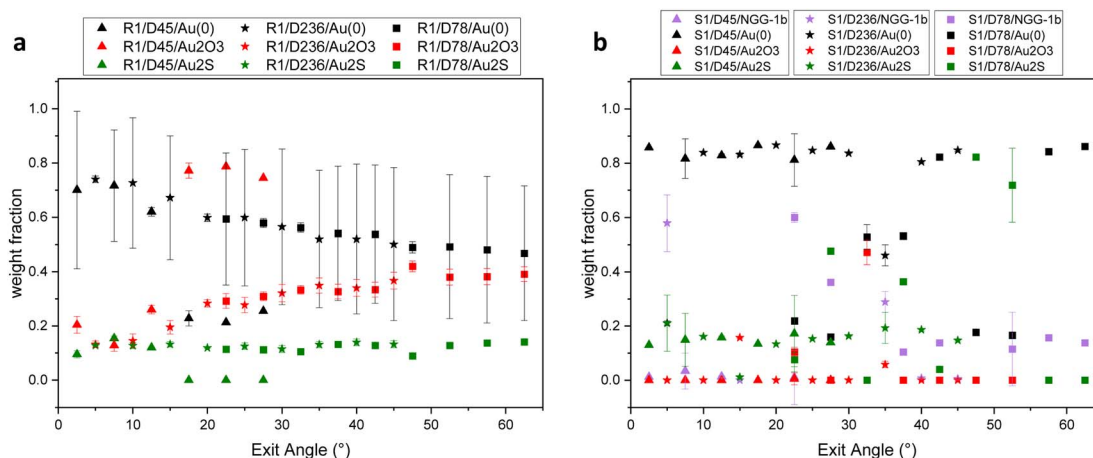 a
R1/D45/Au(0) R1/D236/Au(0) R1/D78/Au(0)
R1/D45/Au2O3 R1/D236/Au2O3 R1/D78/Au2O3
R1/D45/Au2S R1/D236/Au2S R1/D78/Au2S
weight fraction
1.0
0.8
0.6
0.4
0.2
0.0
0 10 20 30 40 50 60
Exit Angle (°)
b
S1/D45/NGG-1b S1/D236/NGG-1b S1/D78/NGG-1b
S1/D45/Au(0) S1/D236/Au(0) S1/D78/Au(0)
S1/D45/Au2O3 S1/D236/Au2O3 S1/D78/Au2O3
S1/D45/Au2S S1/D236/Au2S S1/D78/Au2S
weight fraction
1.0
0.8
0.6
0.4
0.2
0.0
0 10 20 30 40 50 60
Exit Angle (°)